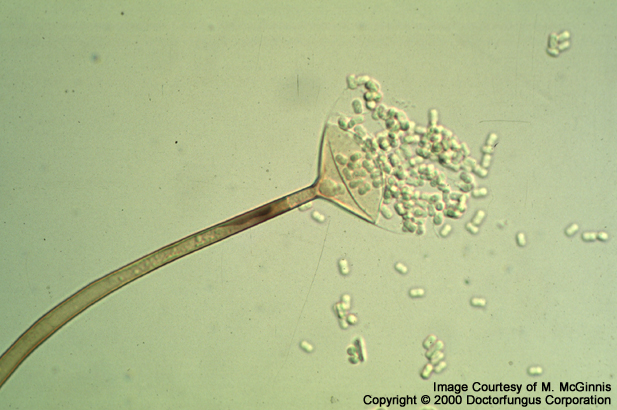 Image Courtesy of M. McGinnis
Copyright © 2000 Doctorfungus Corporation